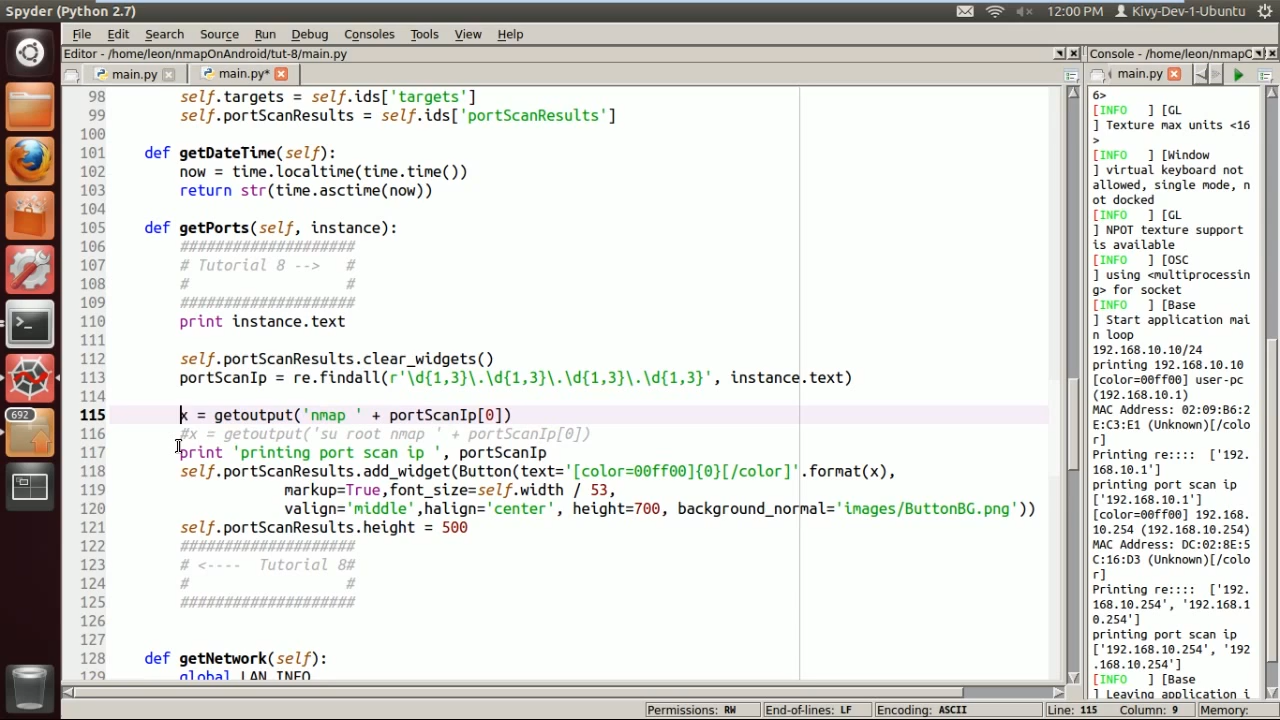 Spyder (Python 2.7)
12:00 PM
Kivy-Dev-1-Ubuntu
File Edit Search Source Run Debug Consoles Tools View Help
Editor - /home/leon/nmapOnAndroid/tut-8/main.py
main.py
main.py*
98 self.targets = self.ids['targets']
99 self.portScanResults = self.ids['portScanResults']
100
101 def getDateTime(self):
102 now = time.localtime(time.time())
103 return str(time.asctime(now))
104
105 def getPorts(self, instance):
106 ####################
107 # Tutorial 8 --> #
108 # #
109 ####################
110 print instance.text
111
112 self.portScanResults.clear_widgets()
113 portScanIp = re.findall(r'\d{1,3}\.\d{1,3}\.\d{1,3}\.\d{1,3}', instance.text)
114
115 x = getoutput('nmap ' + portScanIp[0])
116 #x = getoutput('su root nmap ' + portScanIp[0])
117 print 'printing port scan ip ', portScanIp
118 self.portScanResults.add_widget(Button(text='[color=00ff00]{0}[/color]'.format(x),
119 markup=True,font_size=self.width / 53,
120 valign='middle',halign='center', height=700, background_normal='images/ButtonBG.png'))
121 self.portScanResults.height = 500
122 ####################
123 # <---- Tutorial 8#
124 # #
125 ####################
126
127
128 def getNetwork(self):
129 global LAN_INFO
Console - /home/leon/nmapO
main.py
6>
[INFO ] [GL
] Texture max units <16
>
[INFO ] [Window
] virtual keyboard not
allowed, single mode, n
ot docked
[INFO ] [GL
] NPOT texture support
is available
[INFO ] [OSC
] using <multiprocessin
g> for socket
[INFO ] [Base
] Start application mai
n loop
192.168.10.10/24
printing 192.168.10.10
[color=00ff00] user-pc
(192.168.10.1)
MAC Address: 02:09:B6:2
E:C3:E1 (Unknown)[/colo
r]
Printing re:::: ['192.
168.10.1']
printing port scan ip
['192.168.10.1']
[color=00ff00] 192.168.
10.254 (192.168.10.254)
MAC Address: DC:02:8E:5
C:16:D3 (Unknown)[/colo
r]
Printing re:::: ['192.
168.10.254', '192.168.1
0.254']
printing port scan ip
['192.168.10.254', '192
.168.10.254']
[INFO ] [Base
] Leaving application i
692
Permissions: RW
End-of-lines: LF
Encoding: ASCII
Line: 115 Column: 9
Memory: